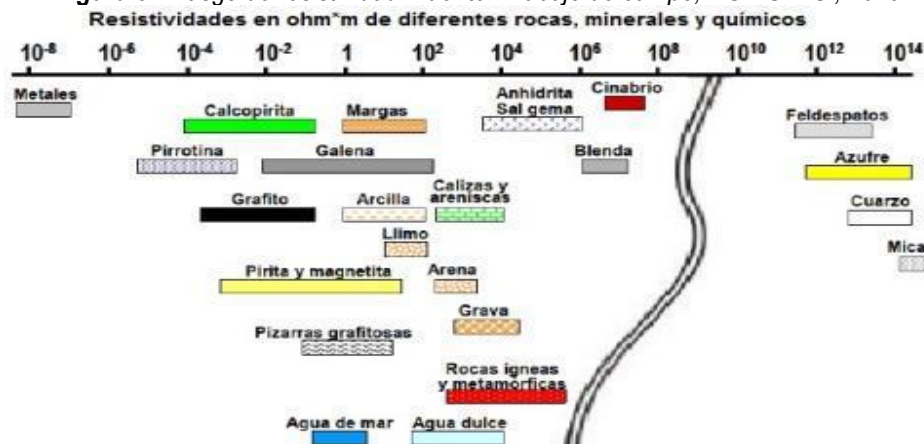 Resistividades en ohm*m de diferentes rocas, minerales y químicos
10-8 10-6 10-4 10-2 1 10² 10⁴ 10⁶ 10⁸ 10¹⁰ 10¹² 10¹⁴
Metales Calcopirita Margas Anhidrita Sal gema Cinabrio Feldespatos
Pirrotina Galena Blenda Azufre
Grafito Arcilla Calizas y areniscas Cuarzo
Llimo Mica
Pirita y magnetita Arena
Grava
Pizarras grafitosas
Rocas igneas
y metamórficas
Agua de mar Agua dulce